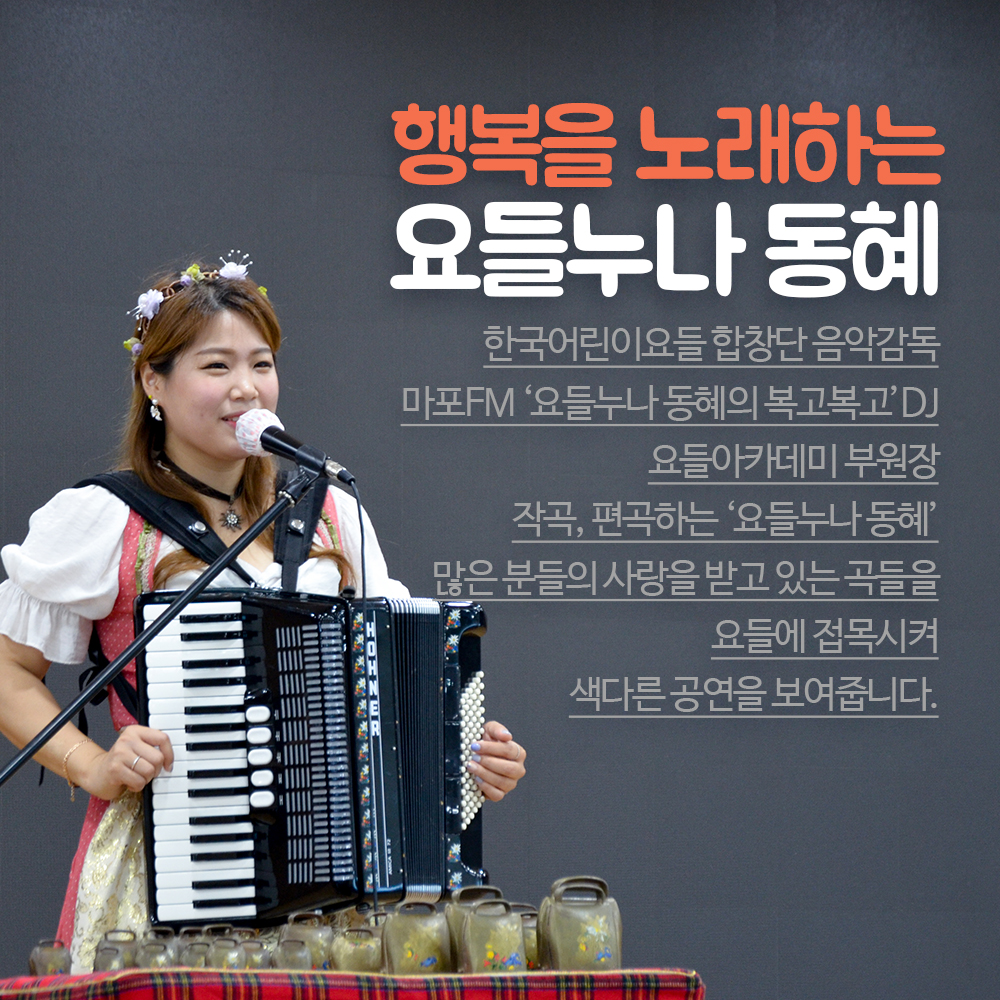 행복을 노래하는
요들누나 동혜
한국어린이요들 합창단 음악감독
마포FM ‘요들누나 동혜의 복고복고’ DJ
요들아카데미 부원장
작곡, 편곡하는 ‘요들누나 동혜’
많은 분들의 사랑을 받고 있는 곡들을
요들에 접목시켜
색다른 공연을 보여줍니다.
HOHNER